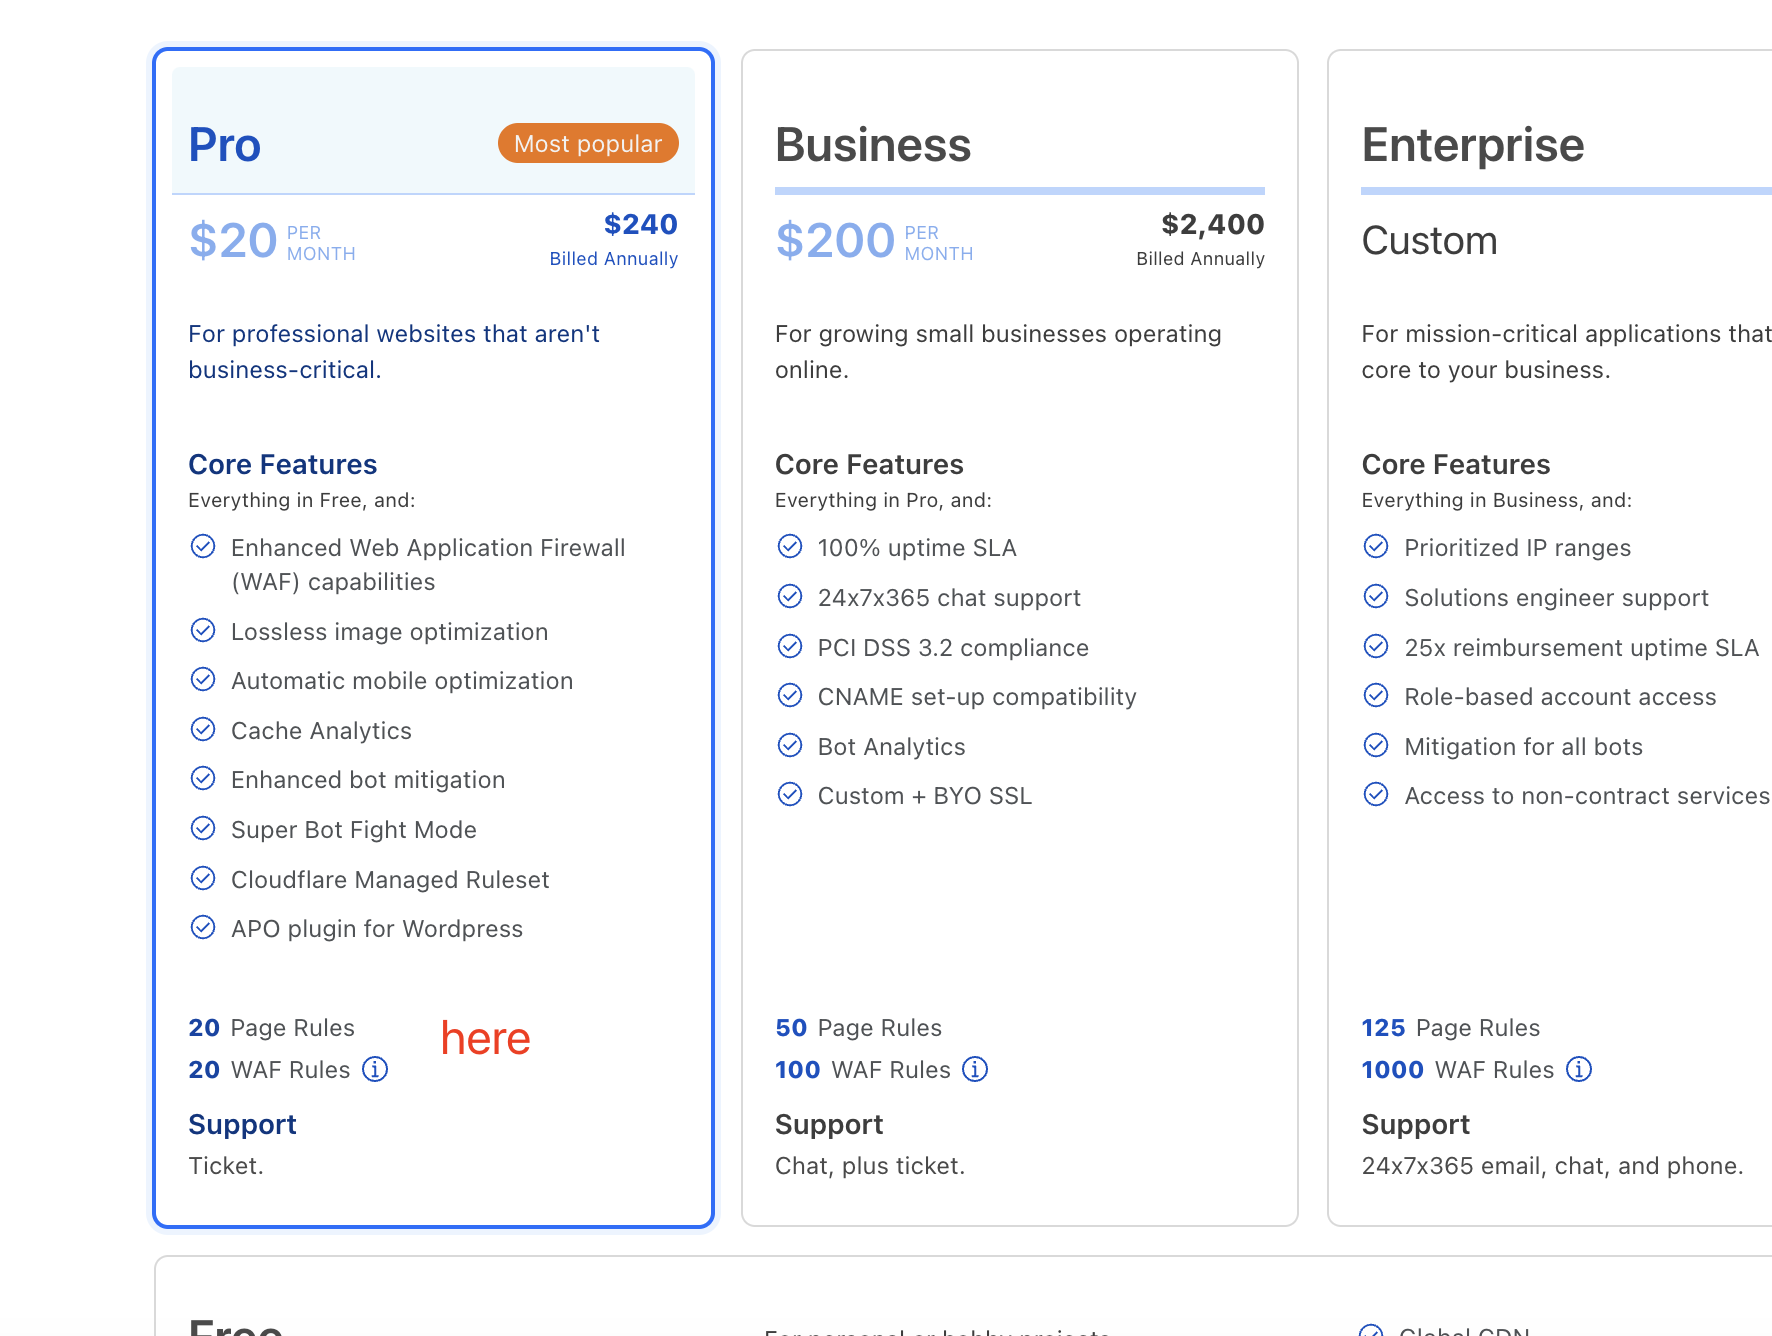 Pro
Most popular
$20 PER MONTH
$240
Billed Annually
For professional websites that aren't
business-critical.
Core Features
Everything in Free, and:
Enhanced Web Application Firewall
(WAF) capabilities
Lossless image optimization
Automatic mobile optimization
Cache Analytics
Enhanced bot mitigation
Super Bot Fight Mode
Cloudflare Managed Ruleset
APO plugin for Wordpress
20 Page Rules
here
20 WAF Rules
Support
Ticket.
Business
$200 PER MONTH
$2,400
Billed Annually
For growing small businesses operating
online.
Core Features
Everything in Pro, and:
100% uptime SLA
24x7x365 chat support
PCI DSS 3.2 compliance
CNAME set-up compatibility
Bot Analytics
Custom + BYO SSL
50 Page Rules
100 WAF Rules
Support
Chat, plus ticket.
Enterprise
Custom
For mission-critical applications that
core to your business.
Core Features
Everything in Business, and:
Prioritized IP ranges
Solutions engineer support
25x reimbursement uptime SLA
Role-based account access
Mitigation for all bots
Access to non-contract services
125 Page Rules
1000 WAF Rules
Support
24x7x365 email, chat, and phone.
Free
For personal or hobby projects
Global CDN